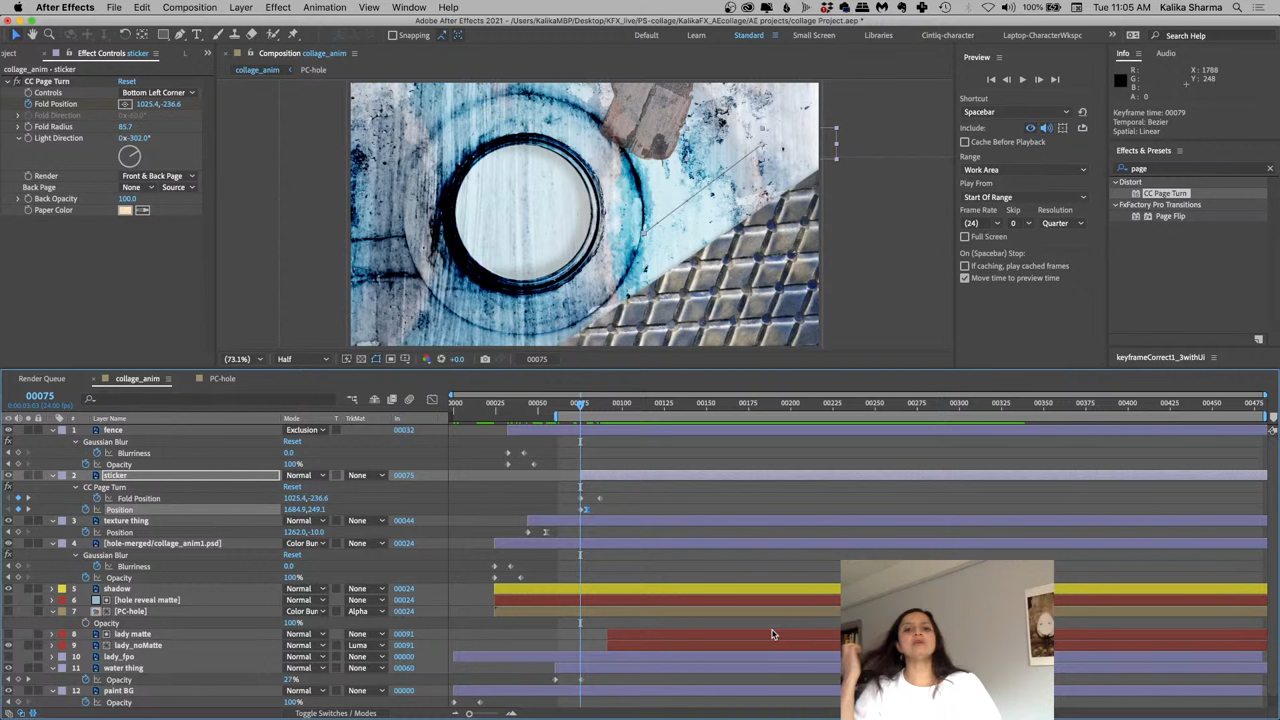 After Effects File Edit Composition Layer Effect Animation View Window Help 100% Tue 11:05 AM Kalika Sharma
Adobe After Effects 2021 - /Users/KalikaMBP/Desktop/KFX_live/PS-collage/KalikaFX_AEcollage/AE projects/collage Project.aep *
Snapping Default Learn Standard Small Screen Libraries Cintiq-character Laptop-CharacterWksp Search Help
Effect Controls sticker
Composition collage_anim
Preview
Info Audio
collage_anim - sticker
collage_anim PC-hole
CC Page Turn Reset
Controls Bottom Left Corner
Fold Position 1025.4,-236.6
Fold Direction 0x-60.0°
Fold Radius 85.7
Light Direction 0x-302.0°
Render Front & Back Page
Back Page None Source
Back Opacity 100.0
Paper Color
(73.1%) Half +0.0 00075
Shortcut
Spacebar
Include:
Cache Before Playback
Range
Work Area
Play From
Start Of Range
Frame Rate Skip Resolution
(24) 0 Quarter
Full Screen
On (Spacebar) Stop:
If caching, play cached frames
Move time to preview time
R: X: 1788
G: Y: 248
B:
A: 0
Keyframe time: 00079
Temporal: Bezier
Spatial: Linear
Effects & Presets
page
Distort
CC Page Turn
FxFactory Pro Transitions
Page Flip
keyframeCorrect1_3withUi
Render Queue collage_anim PC-hole
00075
0:00:03:03 (24.00 fps)
0000 00025 00050 00075 00100 00125 00150 00175 00200 00225 00250 00275 00300 00325 00350 00375 00400 00425 00450 00475
# Layer Name Mode T TrkMat In
1 fence Exclusion 00032
Gaussian Blur Reset
Blurriness 0.0
Opacity 100%
2 sticker Normal None 00075
CC Page Turn Reset
Fold Position 1025.4,-236.6
Position 1684.9,249.1
3 texture thing Normal None 00044
Position 1262.0,-10.0
4 [hole-merged/collage_anim1.psd] Color Bur None 00024
Gaussian Blur Reset
Blurriness 0.0
Opacity 100%
5 shadow Normal None 00024
6 [hole reveal matte] Normal None 00024
7 [PC-hole] Color Bur Alpha 00024
Opacity 100%
8 lady matte Normal None 00091
9 lady_noMatte Normal Luma 00091
10 lady_fpo Normal None 00000
11 water thing Normal None 00060
Opacity 27%
12 paint BG Normal None 00000
Opacity 100%
Toggle Switches / Modes